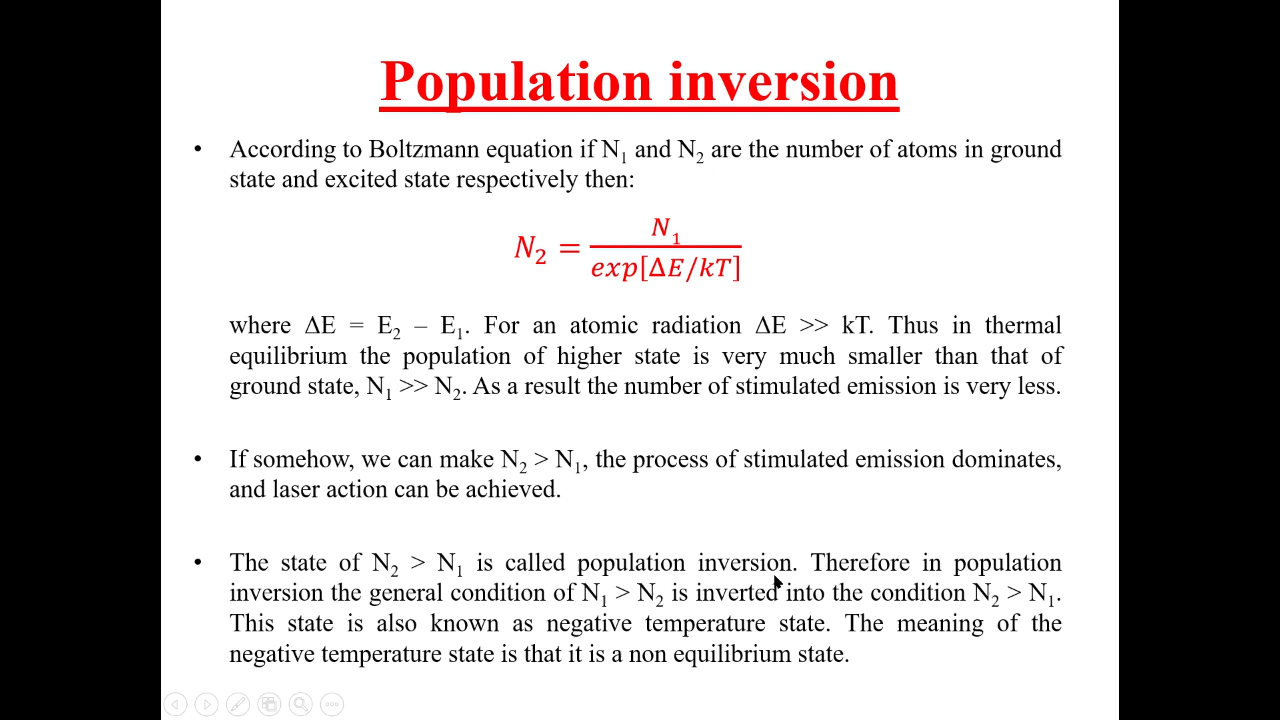 Population inversion
• According to Boltzmann equation if N₁ and N₂ are the number of atoms in ground
state and excited state respectively then:
N₂ = N₁ / exp[ΔE/kT]
where ΔE = E₂ – E₁. For an atomic radiation ΔE >> kT. Thus in thermal
equilibrium the population of higher state is very much smaller than that of
ground state, N₁ >> N₂. As a result the number of stimulated emission is very less.
• If somehow, we can make N₂ > N₁, the process of stimulated emission dominates,
and laser action can be achieved.
• The state of N₂ > N₁ is called population inversion. Therefore in population
inversion the general condition of N₁ > N₂ is inverted into the condition N₂ > N₁.
This state is also known as negative temperature state. The meaning of the
negative temperature state is that it is a non equilibrium state.